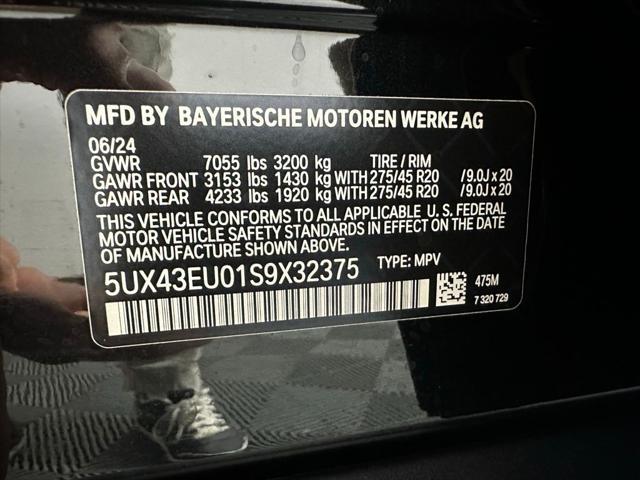 MFD BY BAYERISCHE MOTOREN WERKE AG
06/24
GVWR 7055 lbs 3200 kg TIRE / RIM
GAWR FRONT 3153 lbs 1430 kg WITH 275/45 R20 / 9.0J x 20
GAWR REAR 4233 lbs 1920 kg WITH 275/45 R20 / 9.0J x 20
THIS VEHICLE CONFORMS TO ALL APPLICABLE U. S. FEDERAL
MOTOR VEHICLE SAFETY STANDARDS IN EFFECT ON THE DATE
OF MANUFACTURE SHOWN ABOVE.
5UX43EU01S9X32375 TYPE: MPV
475M
7 320 729